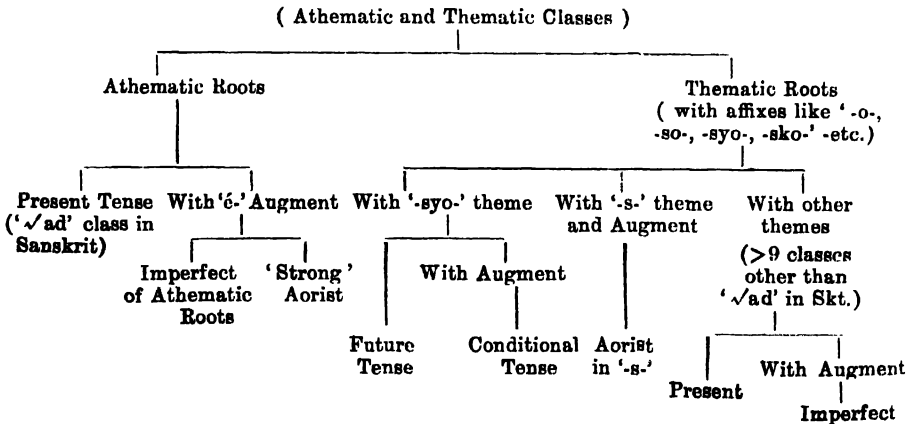 ( Athematic and Thematic Classes )
Athematic Roots
Thematic Roots
( with affixes like ' -o-,
-so-, -syo-, -sko-' -etc.)
Present Tense
('√ad' class in
Sanskrit)
With 'é-' Augment
With '-syo-' theme
With '-s-' theme
and Augment
With other
themes
(>9 classes
other than
'√ad' in Skt.)
Imperfect
of Athematic
Roots
'Strong'
Aorist
With Augment
Future
Tense
Conditional
Tense
Aorist
in '-s-'
Present
With Augment
Imperfect